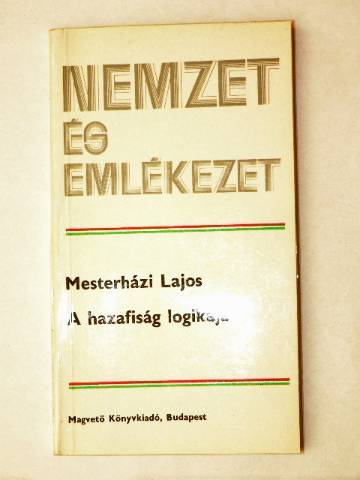 NEMZET
ÉS
EMLÉKEZET
Mesterházi Lajos
A hazafiság logikája
Magvető Könyvkiadó, Budapest